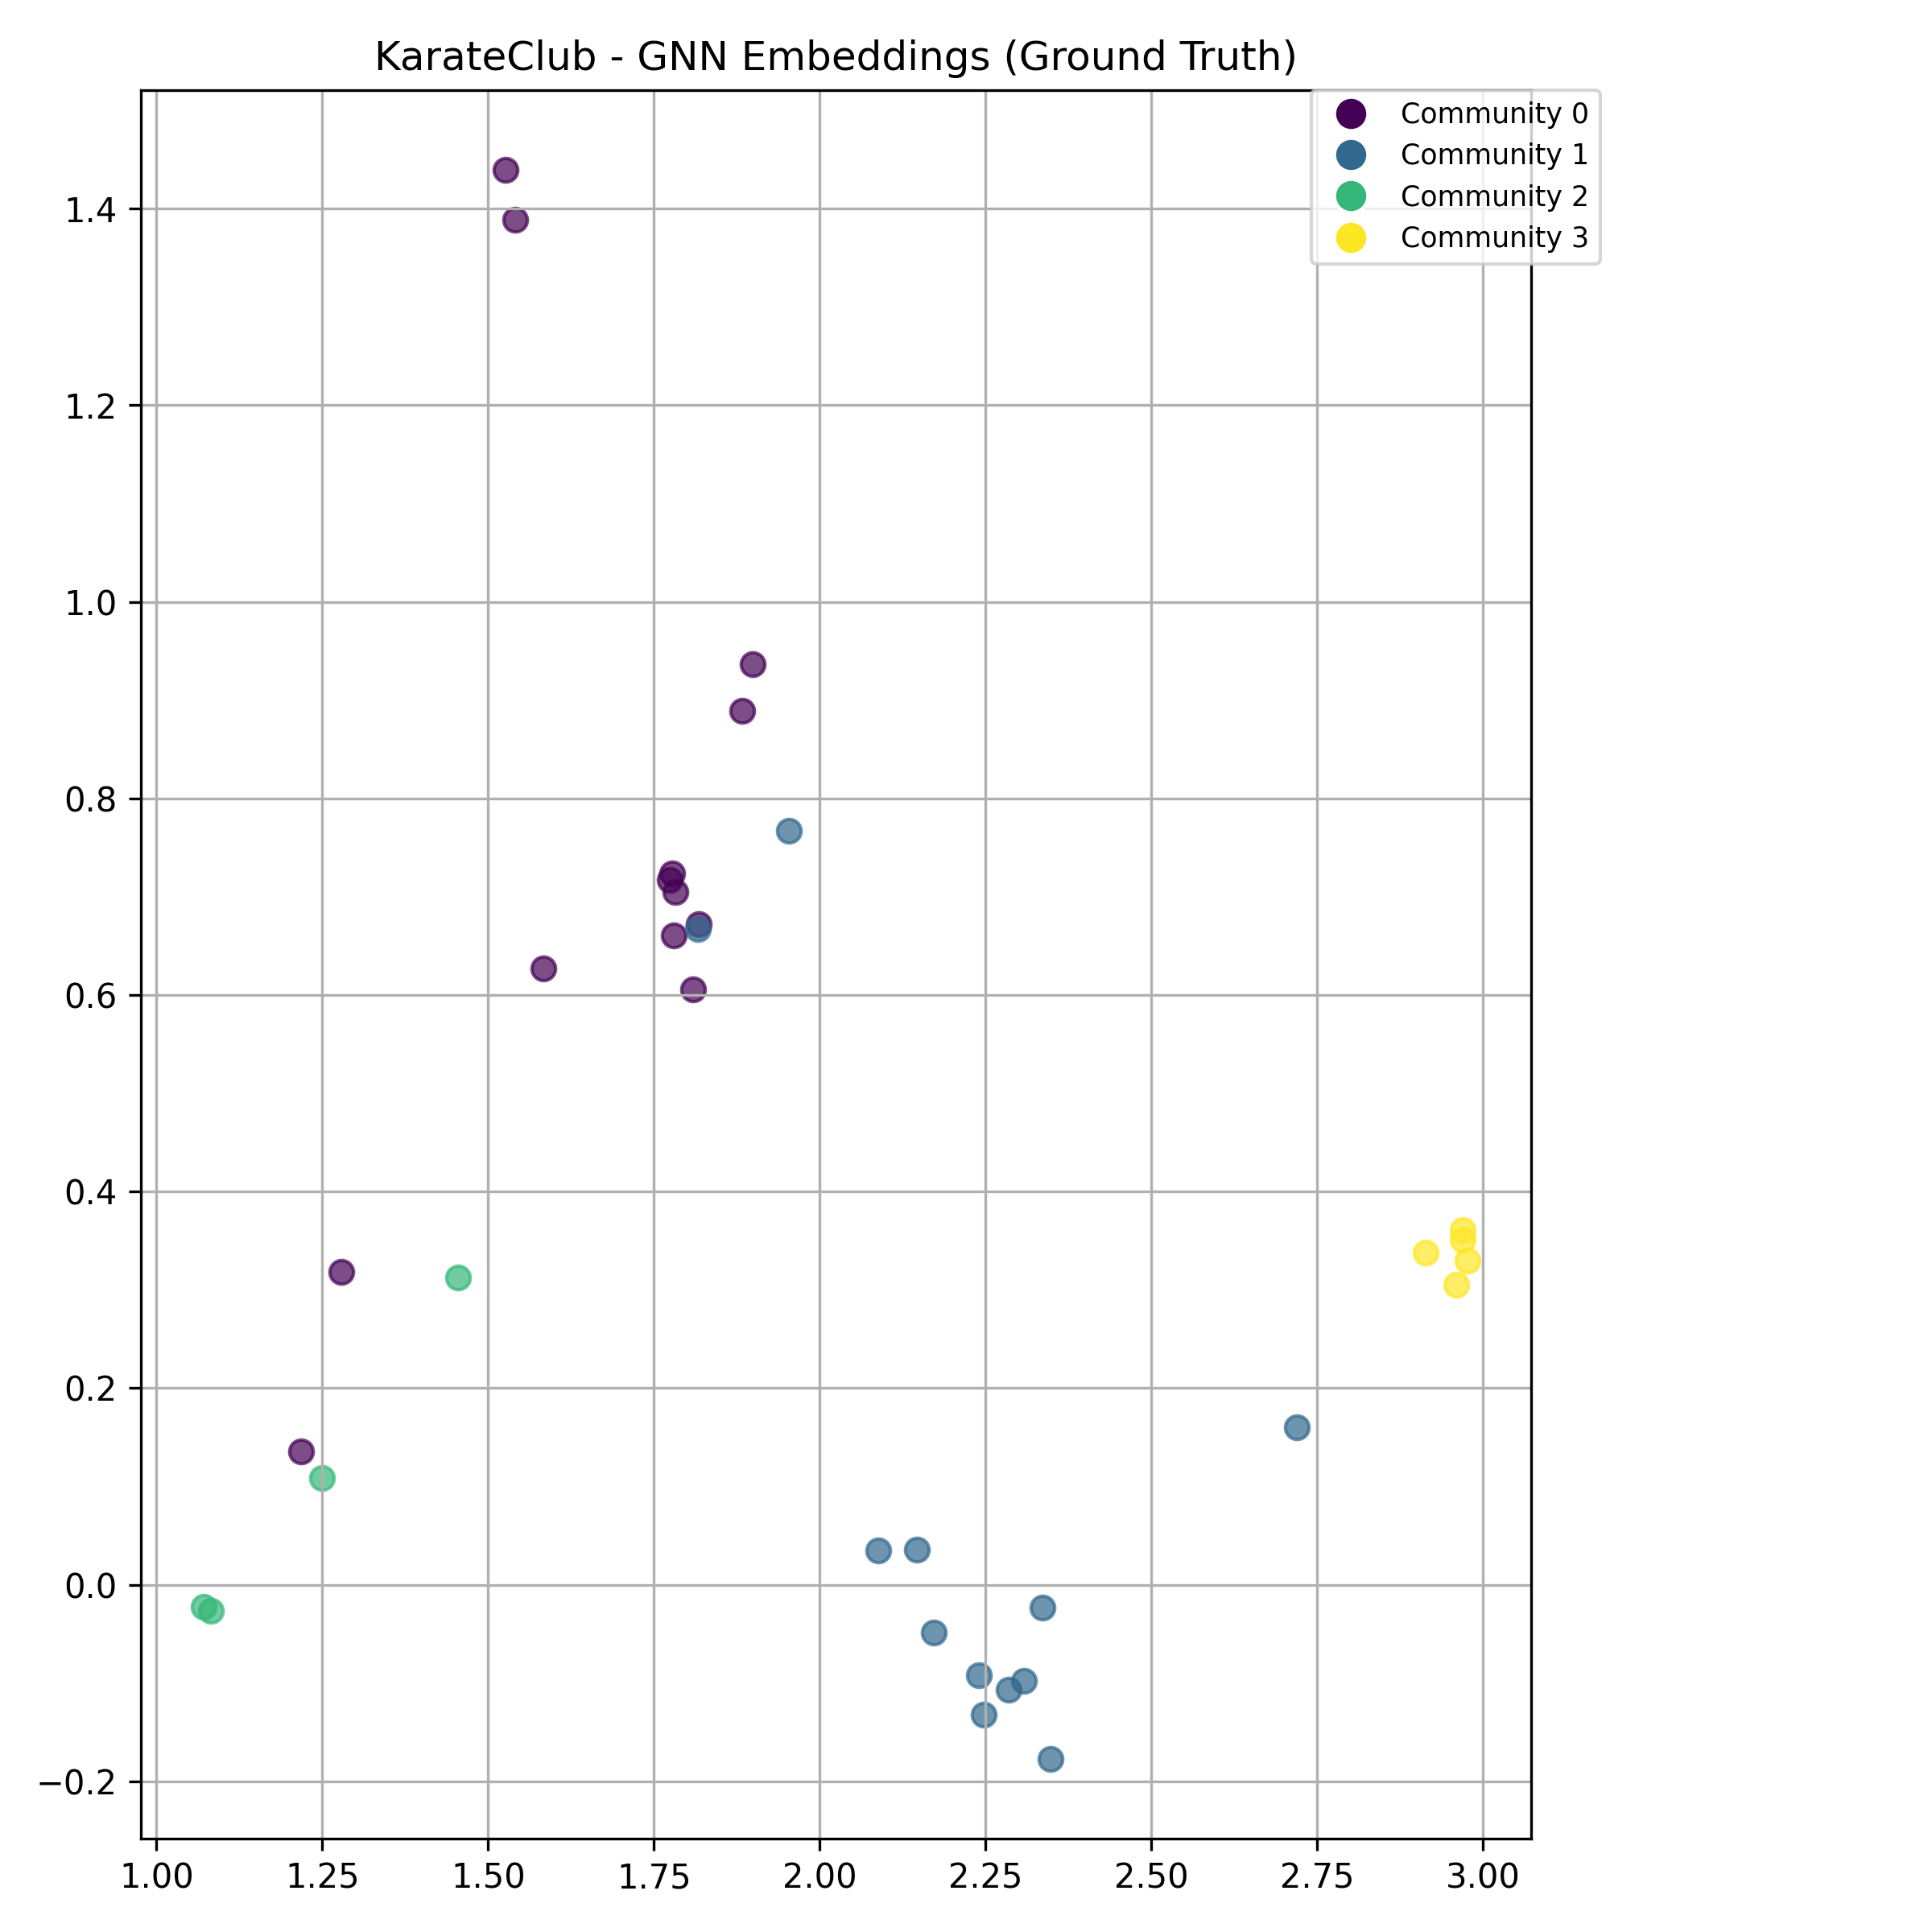 KarateClub - GNN Embeddings (Ground Truth)
Community 0
Community 1
Community 2
Community 3
1.4
1.2
1.0
0.8
0.6
0.4
0.2
0.0
−0.2
1.00 1.25 1.50 1.75 2.00 2.25 2.50 2.75 3.00